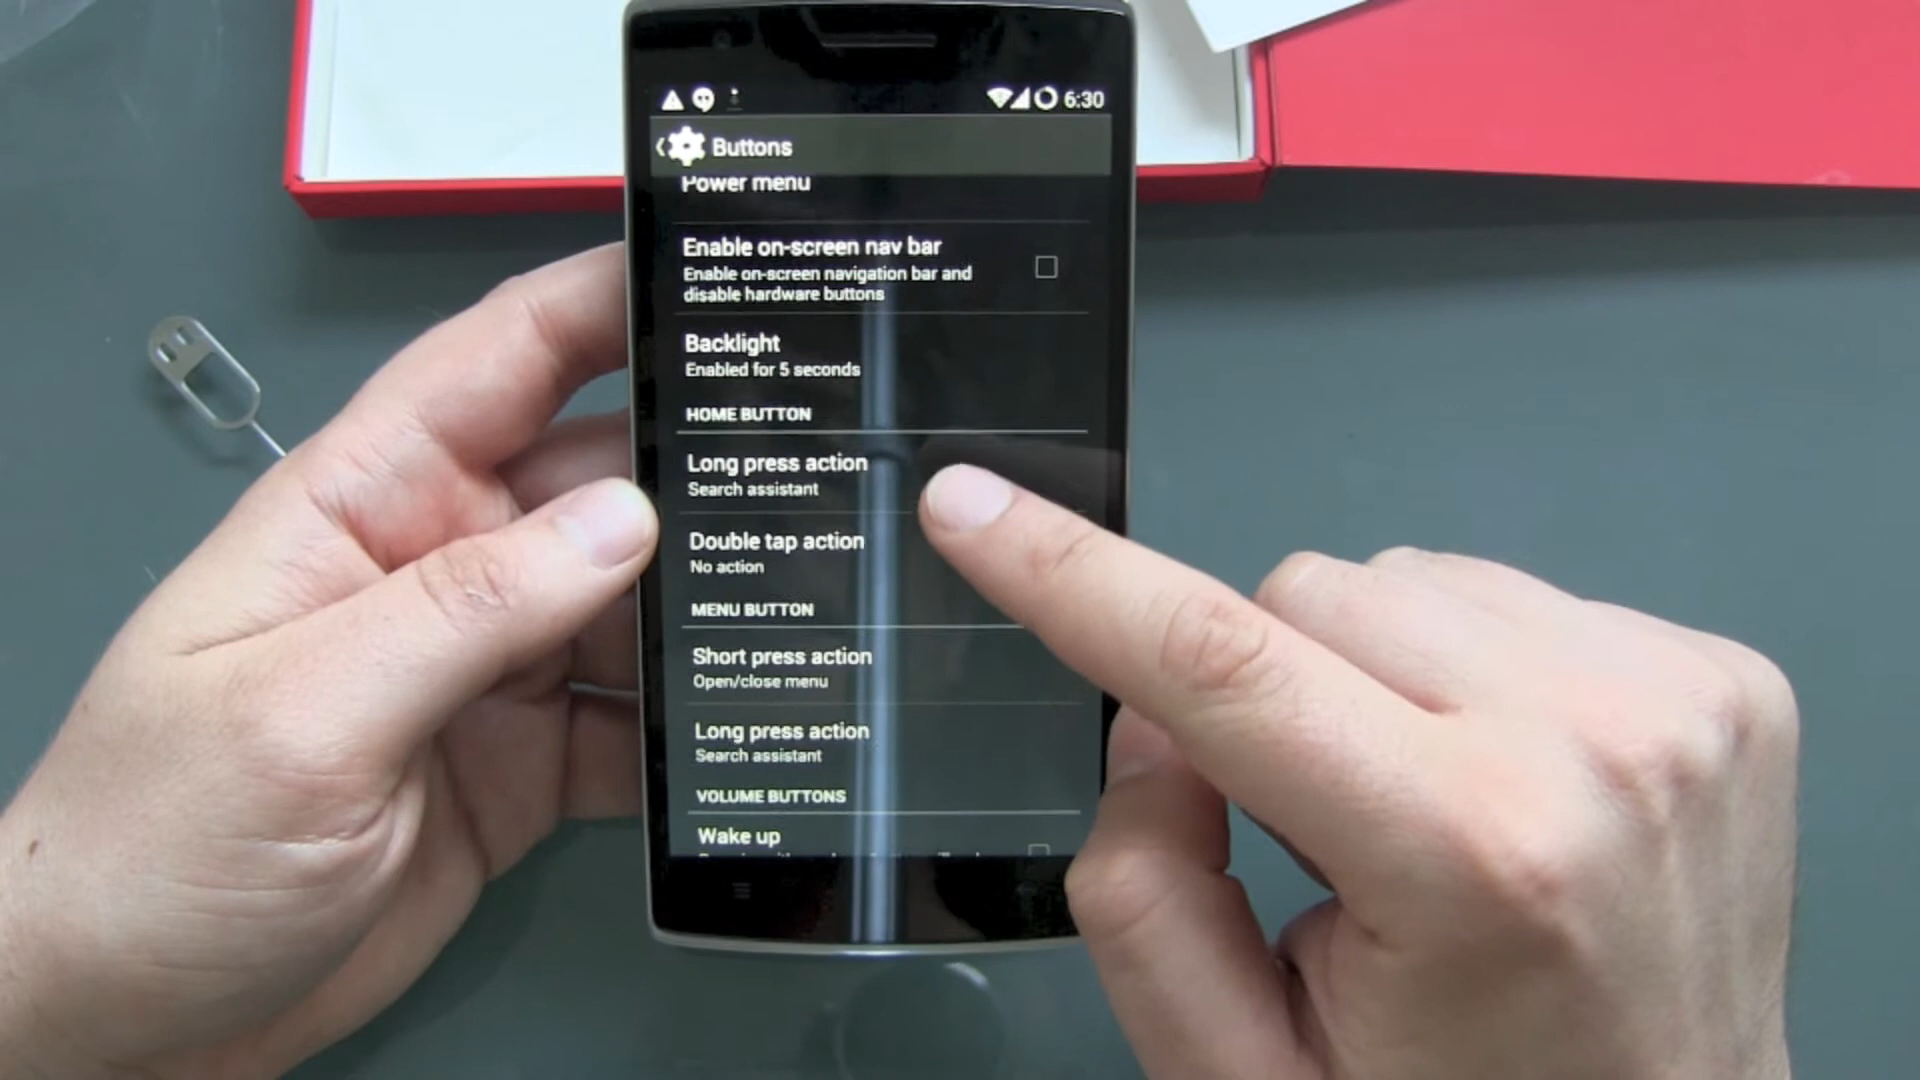 6:30
Buttons
Power menu
Enable on-screen nav bar
Enable on-screen navigation bar and
disable hardware buttons
Backlight
Enabled for 5 seconds
HOME BUTTON
Long press action
Search assistant
Double tap action
No action
MENU BUTTON
Short press action
Open/close menu
Long press action
Search assistant
VOLUME BUTTONS
Wake up